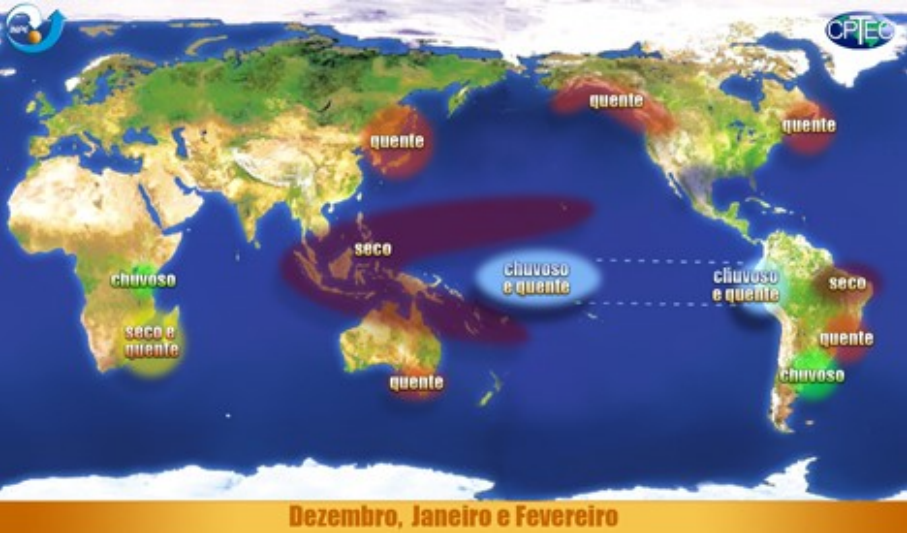 INPE
CPTEC
quente
quente
quente
seco
chuvoso
e quente
chuvoso
e quente
seco
chuvoso
seco e
quente
quente
quente
chuvoso
Dezembro, Janeiro e Fevereiro